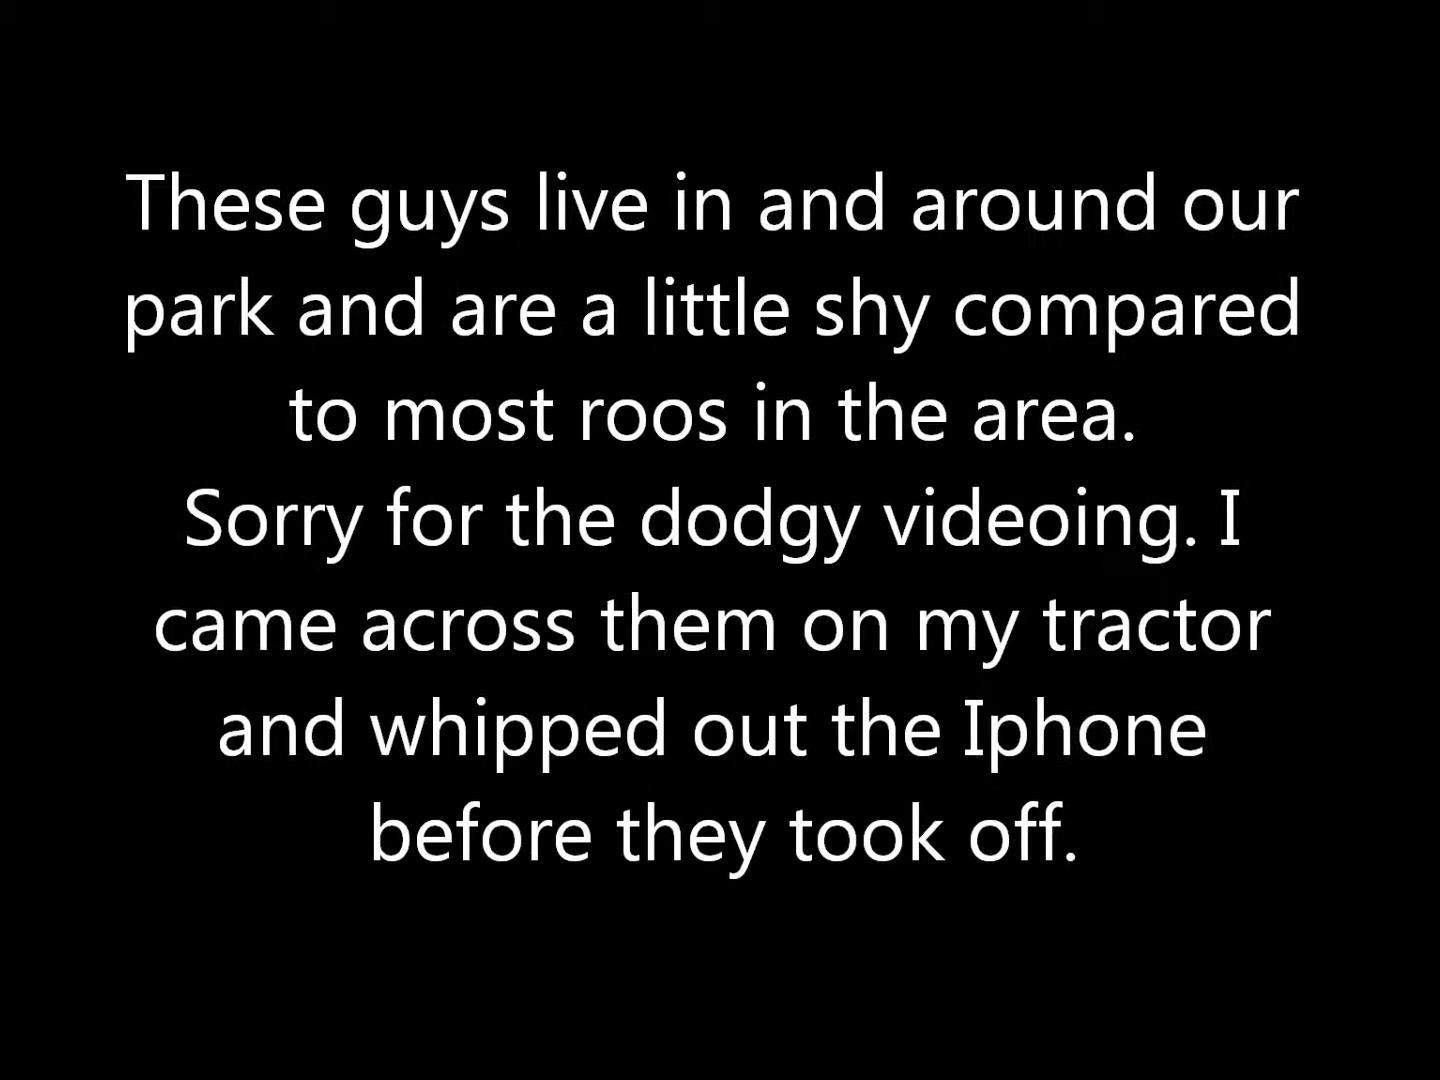 These guys live in and around our
park and are a little shy compared
to most roos in the area.
Sorry for the dodgy videoing. I
came across them on my tractor
and whipped out the Iphone
before they took off.